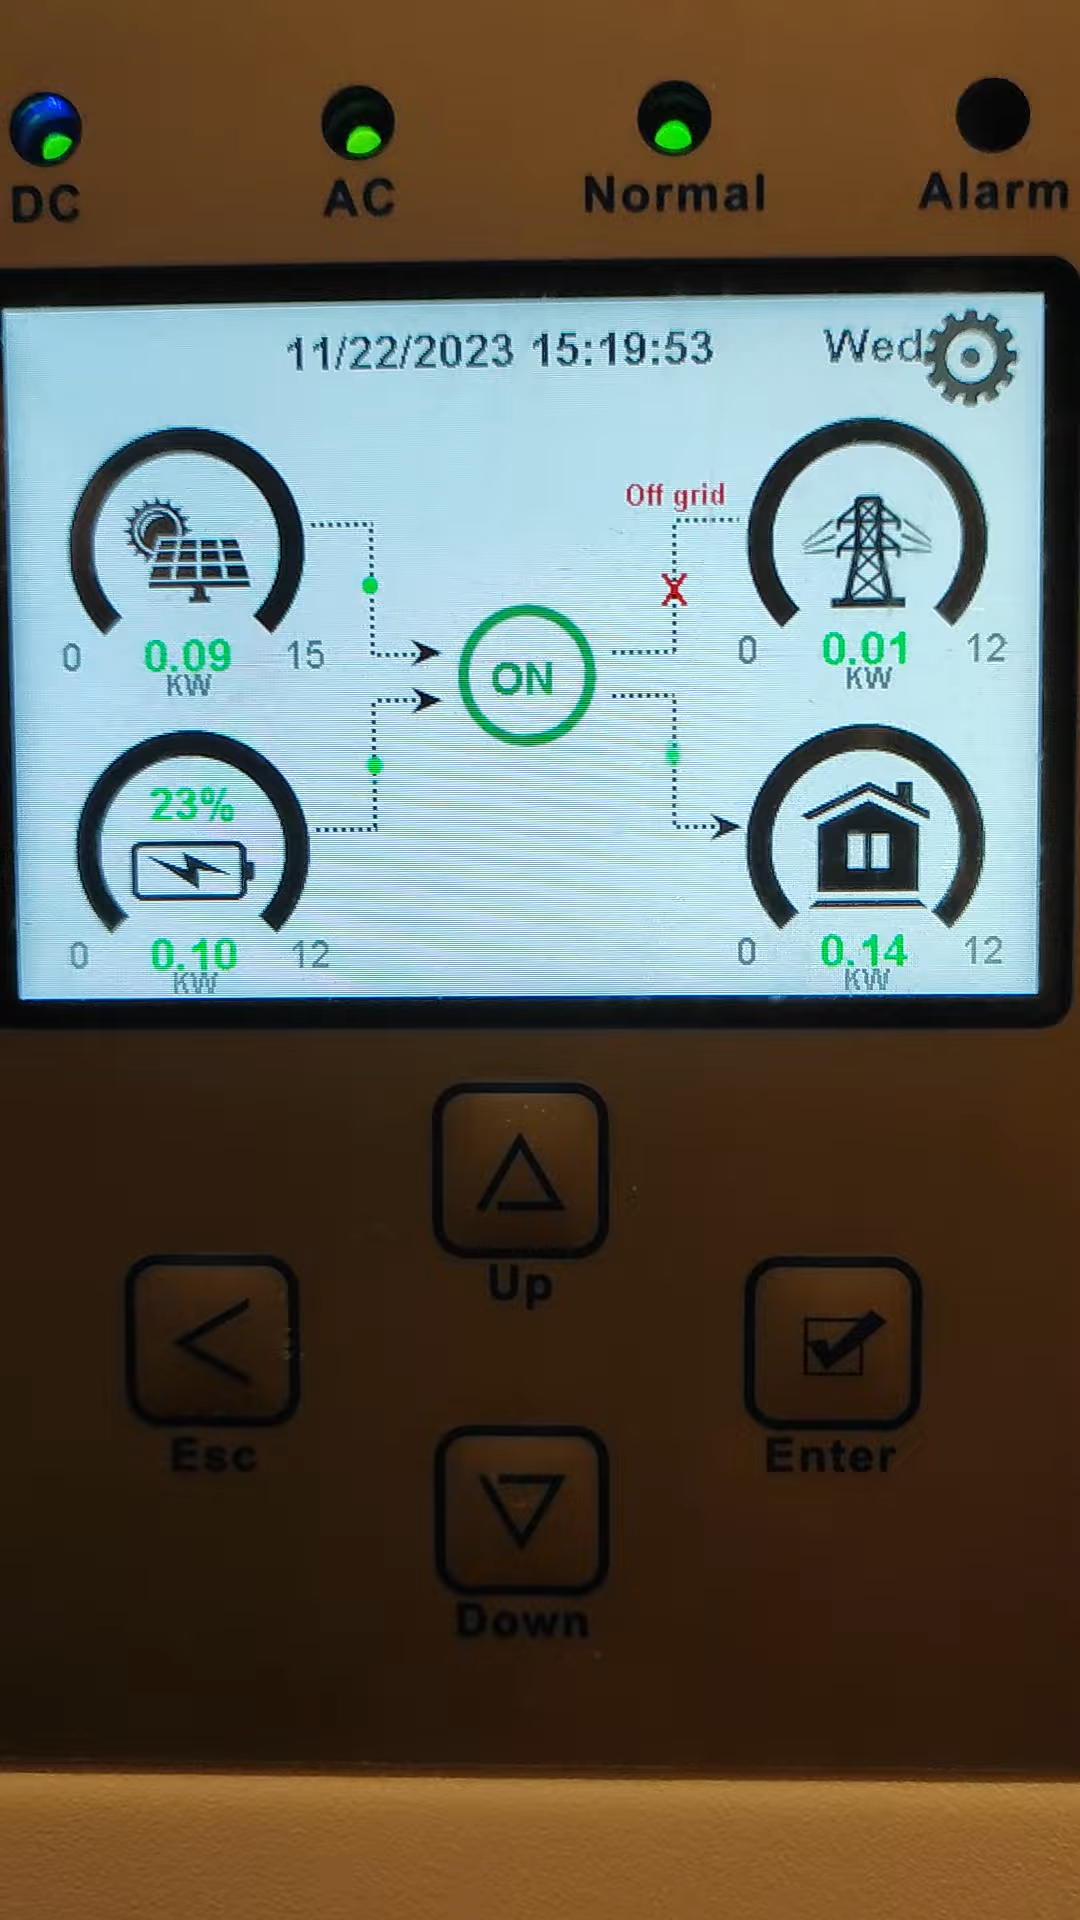 DC
AC
Normal
Alarm
11/22/2023 15:19:53
Wed
Off grid
0
0.09
15
KW
0
0.01
12
KW
ON
23%
0
0.10
12
KW
0
0.14
12
KW
Up
Esc
Enter
Down